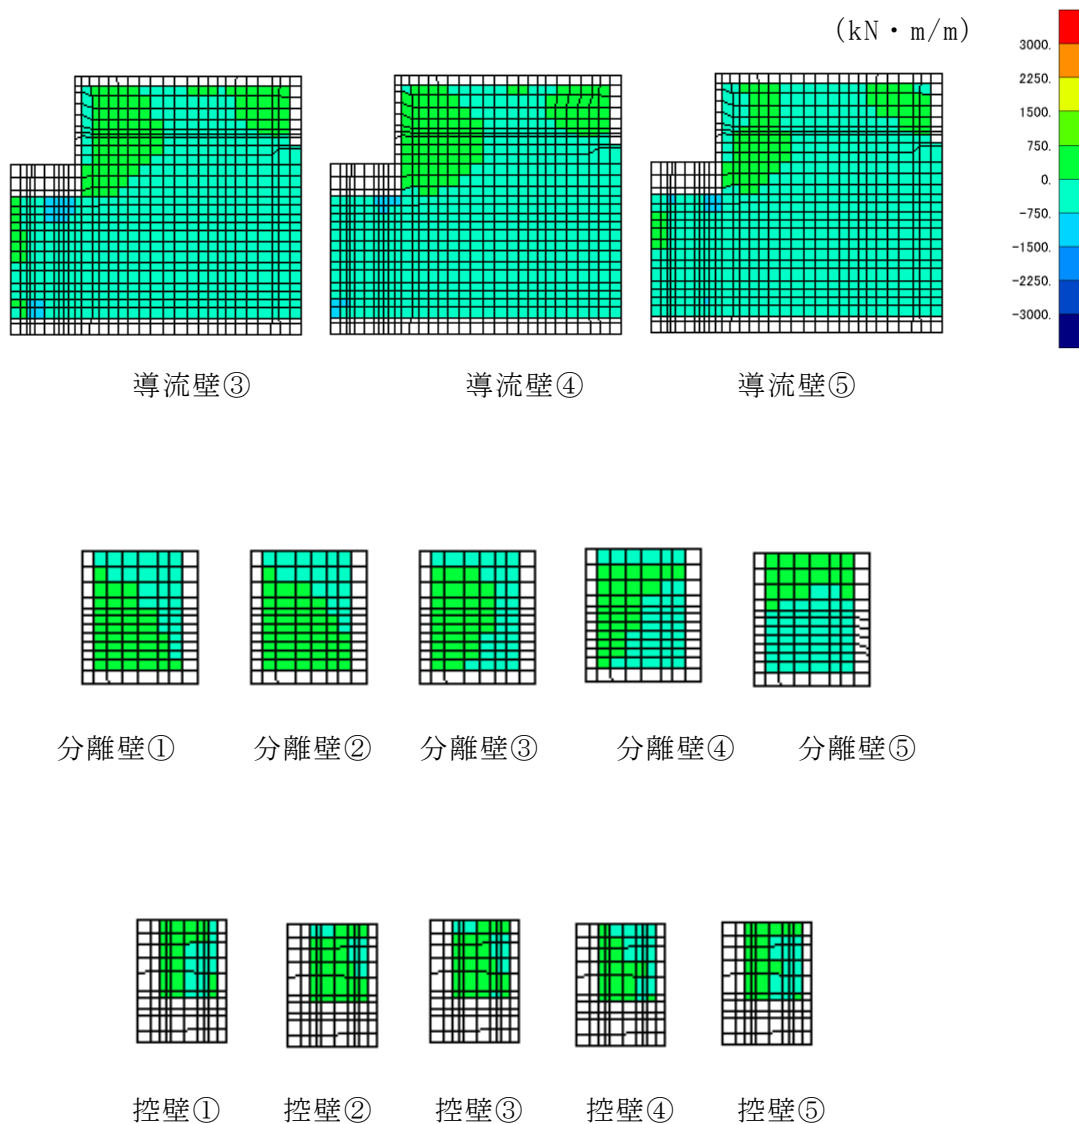 (kN・m/m)
3000.
2250.
1500.
750.
0.
-750.
-1500.
-2250.
-3000.
導流壁③ 導流壁④ 導流壁⑤
分離壁① 分離壁② 分離壁③ 分離壁④ 分離壁⑤
控壁① 控壁② 控壁③ 控壁④ 控壁⑤